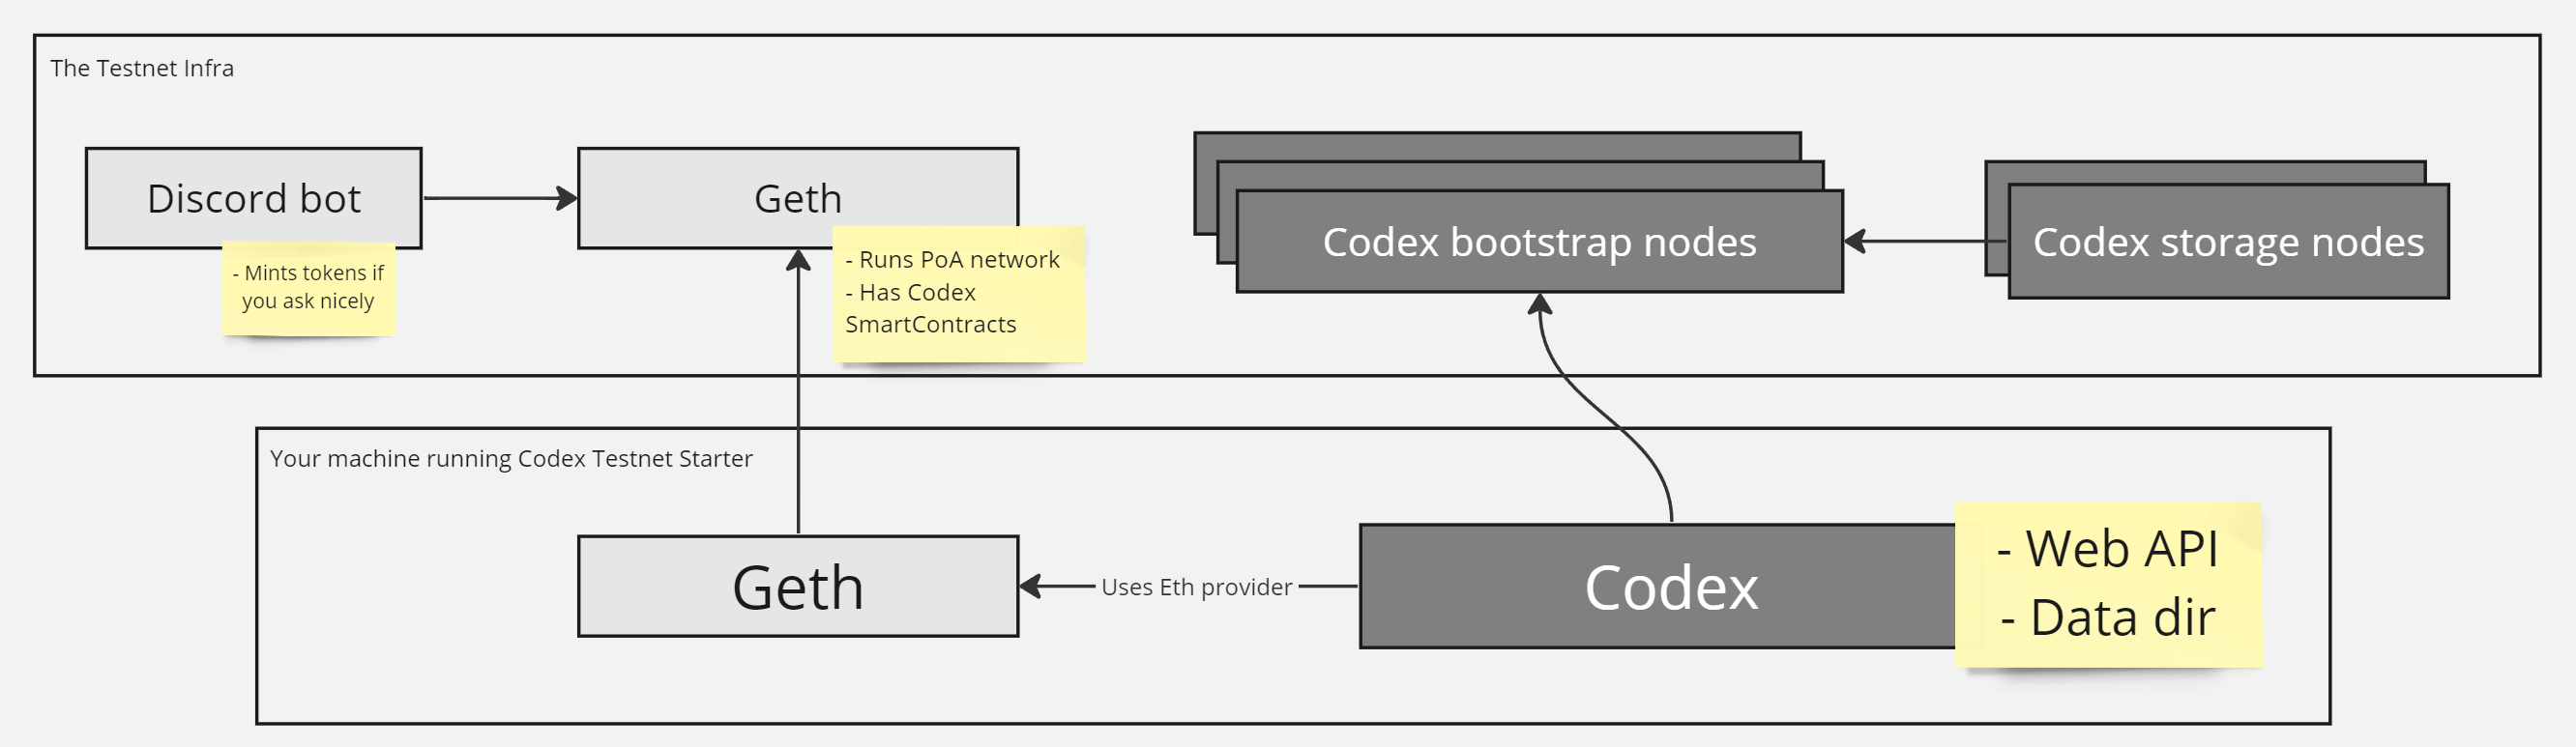 The Testnet Infra
Discord bot
Geth
- Mints tokens if
you ask nicely
- Runs PoA network
- Has Codex
SmartContracts
Codex bootstrap nodes
Codex storage nodes
Your machine running Codex Testnet Starter
Geth
Uses Eth provider
Codex
- Web API
- Data dir